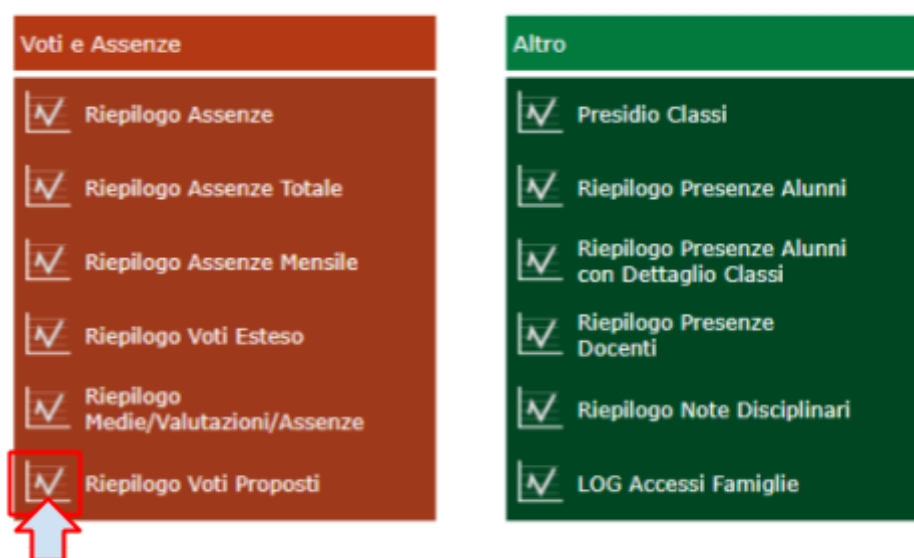 Voti e Assenze
Riepilogo Assenze
Riepilogo Assenze Totale
Riepilogo Assenze Mensile
Riepilogo Voti Esteso
Riepilogo
Medie/Valutazioni/Assenze
Riepilogo Voti Proposti
Altro
Presidio Classi
Riepilogo Presenze Alunni
Riepilogo Presenze Alunni
con Dettaglio Classi
Riepilogo Presenze
Docenti
Riepilogo Note Disciplinari
LOG Accessi Famiglie